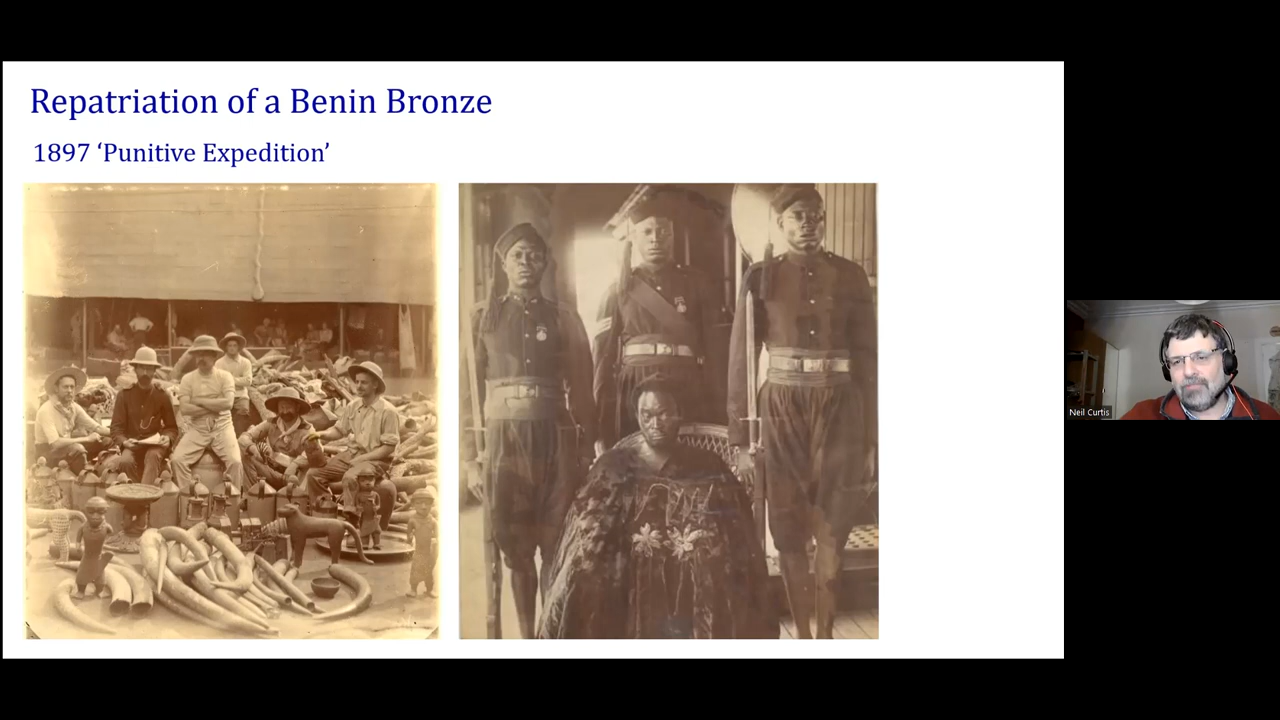 Repatriation of a Benin Bronze
1897 ‘Punitive Expedition’
Neil Curtis